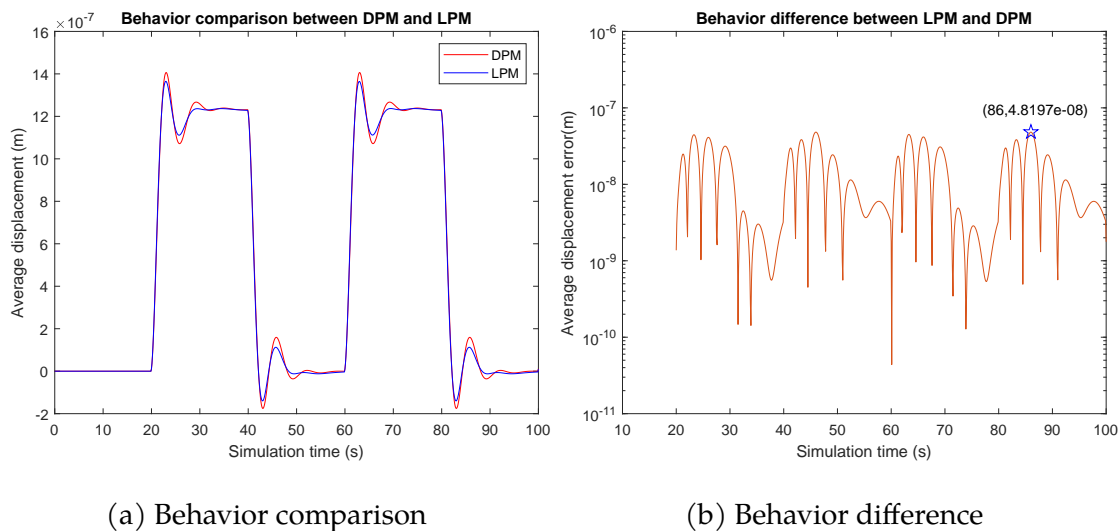 Behavior comparison between DPM and LPM
×10⁻⁷
16
14
12
10
8
6
4
2
0
-2
0 10 20 30 40 50 60 70 80 90 100
Average displacement (m)
Simulation time (s)
DPM
LPM
(a) Behavior comparison
Behavior difference between LPM and DPM
10⁻⁶
10⁻⁷
10⁻⁸
10⁻⁹
10⁻¹⁰
10⁻¹¹
10 20 30 40 50 60 70 80 90 100
Average displacement error(m)
Simulation time (s)
(86,4.8197e-08)
(b) Behavior difference